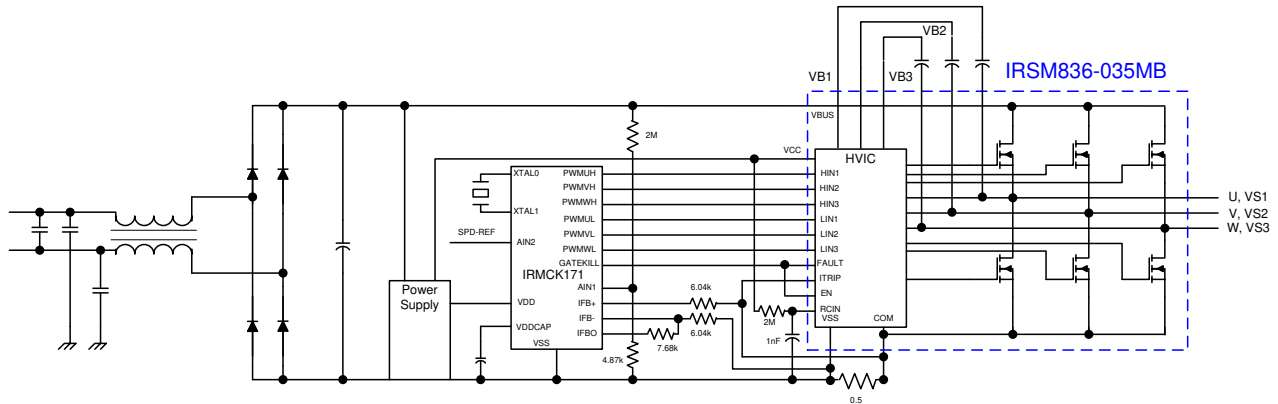 VB2
VB1
VB3
IRSM836-035MB
VBUS
2M
VCC
HVIC
XTAL0
PWMUH
HIN1
PWMVH
HIN2
XTAL1
PWMWH
HIN3
U, VS1
PWMUL
LIN1
V, VS2
SPD-REF
AIN2
PWMVL
LIN2
W, VS3
PWMWL
LIN3
GATEKILL
FAULT
IRMCK171
ITRIP
Power
Supply
AIN1
6.04k
EN
VDD
IFB+
RCIN
IFB-
2M
VSS
COM
VDDCAP
IFBO
6.04k
VSS
7.68k
1nF
4.87k
0.5